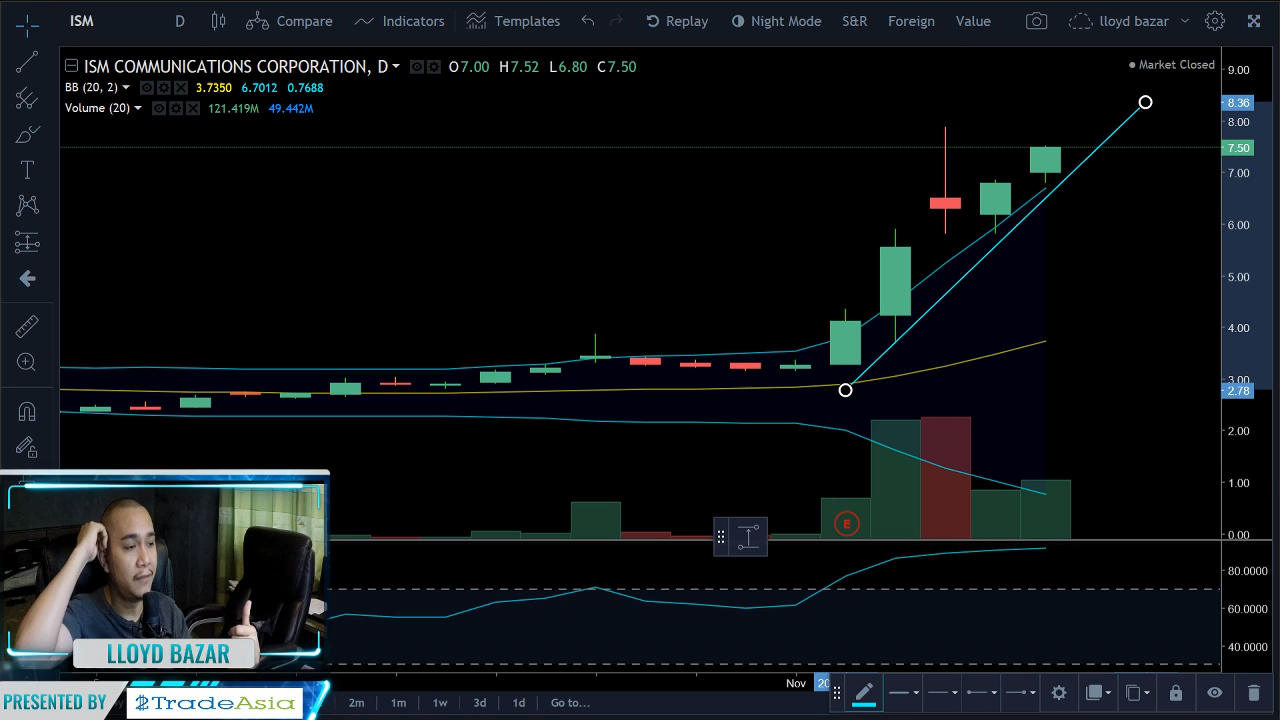 ISM D Compare Indicators Templates Replay Night Mode S&R Foreign Value lloyd bazar
ISM COMMUNICATIONS CORPORATION, D O7.00 H7.52 L6.80 C7.50
Market Closed
BB (20, 2) 3.7350 6.7012 0.7688
Volume (20) 121.419M 49.442M
9.00
8.36
8.00
7.50
7.00
6.00
5.00
4.00
3.00
2.78
2.00
1.00
0.00
E
80.0000
60.0000
40.0000
LLOYD BAZAR
Nov
PRESENTED BY TradeAsia
2m 1m 1w 3d 1d Go to...